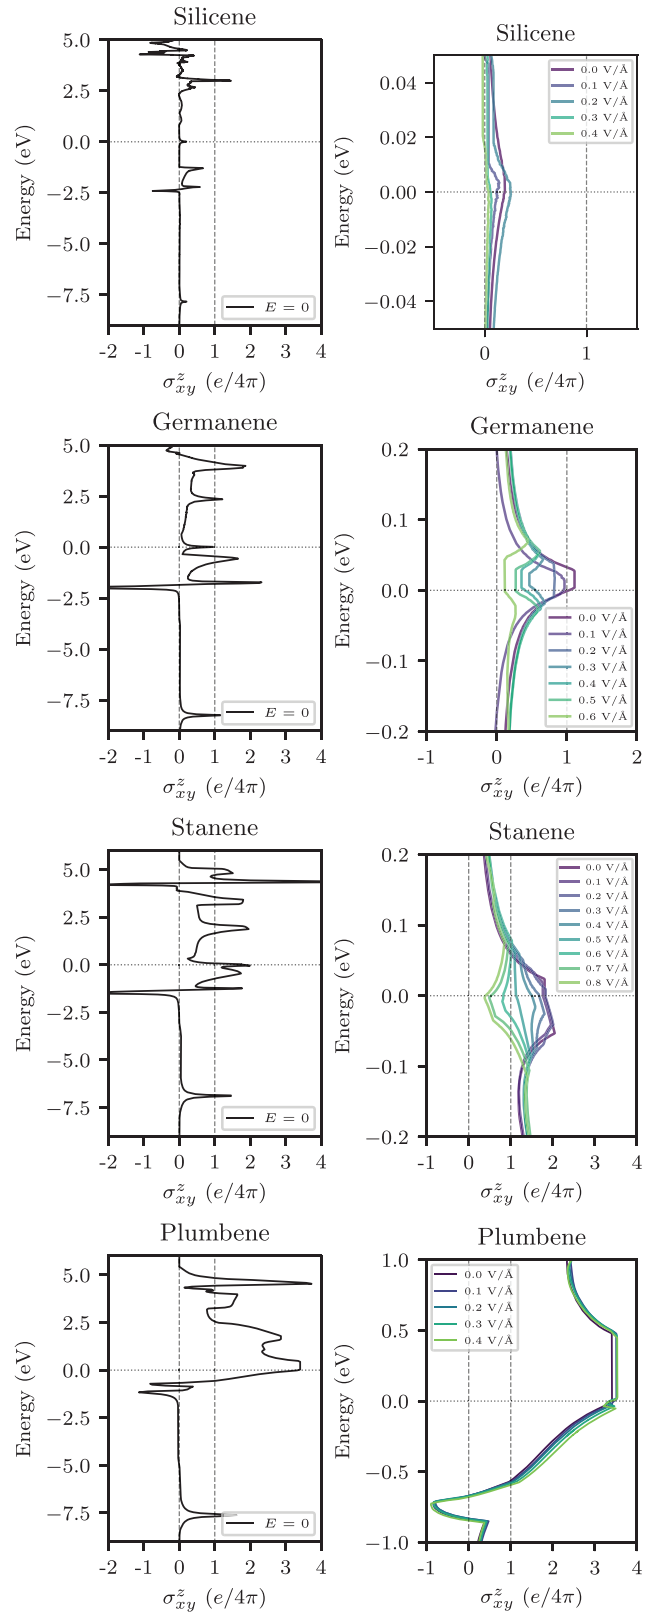 Silicene
Energy (eV)
5.0
2.5
0.0
−2.5
−5.0
−7.5
E = 0
-2 -1 0 1 2 3 4
σ^z_xy (e/4π)
Silicene
Energy (eV)
0.04
0.02
0.00
−0.02
−0.04
0.0 V/Å
0.1 V/Å
0.2 V/Å
0.3 V/Å
0.4 V/Å
0 1
σ^z_xy (e/4π)
Germanene
Energy (eV)
5.0
2.5
0.0
−2.5
−5.0
−7.5
E = 0
-2 -1 0 1 2 3 4
σ^z_xy (e/4π)
Germanene
Energy (eV)
0.2
0.1
0.0
−0.1
−0.2
0.0 V/Å
0.1 V/Å
0.2 V/Å
0.3 V/Å
0.4 V/Å
0.5 V/Å
0.6 V/Å
-1 0 1 2
σ^z_xy (e/4π)
Stanene
Energy (eV)
5.0
2.5
0.0
−2.5
−5.0
−7.5
E = 0
-2 -1 0 1 2 3 4
σ^z_xy (e/4π)
Stanene
Energy (eV)
0.2
0.1
0.0
−0.1
−0.2
0.0 V/Å
0.1 V/Å
0.2 V/Å
0.3 V/Å
0.4 V/Å
0.5 V/Å
0.6 V/Å
0.7 V/Å
0.8 V/Å
-1 0 1 2 3 4
σ^z_xy (e/4π)
Plumbene
Energy (eV)
5.0
2.5
0.0
−2.5
−5.0
−7.5
E = 0
-2 -1 0 1 2 3 4
σ^z_xy (e/4π)
Plumbene
Energy (eV)
1.0
0.5
0.0
−0.5
−1.0
0.0 V/Å
0.1 V/Å
0.2 V/Å
0.3 V/Å
0.4 V/Å
-1 0 1 2 3 4
σ^z_xy (e/4π)